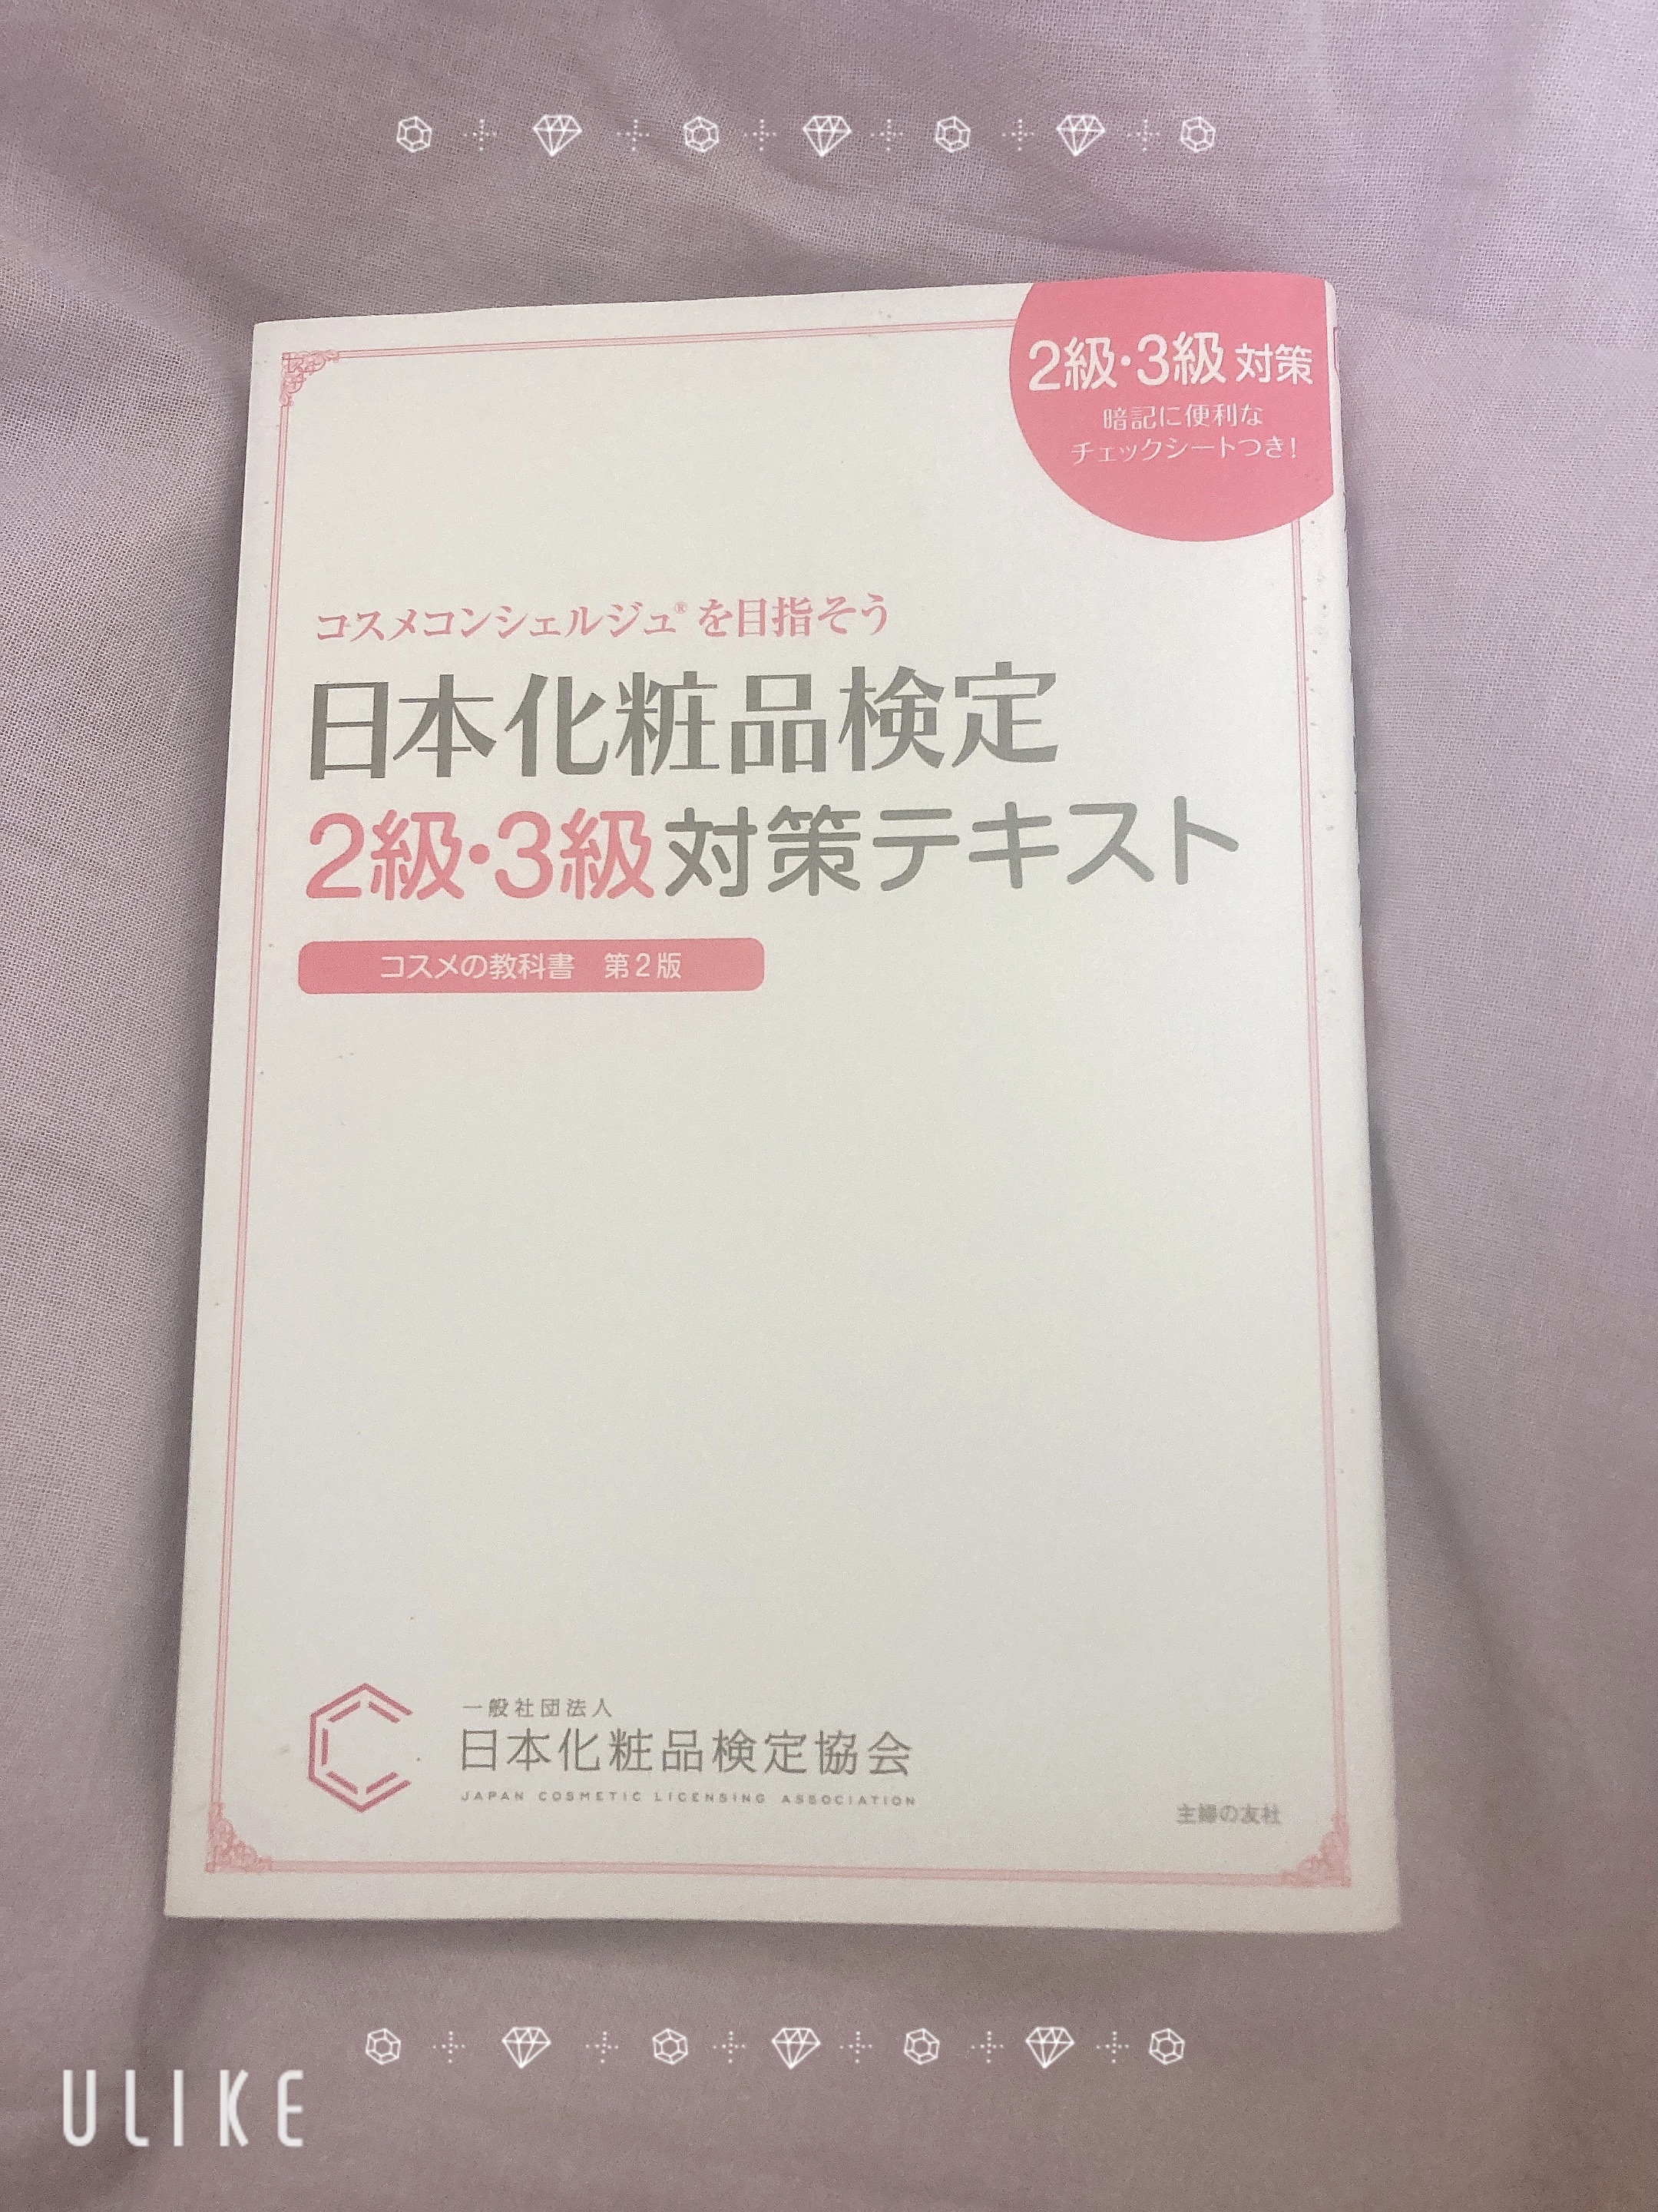 2級・3級 対策
暗記に便利な
チェックシートつき!
コスメコンシェルジュ®を目指そう
日本化粧品検定
2級・3級対策テキスト
コスメの教科書 第2版
一般社団法人
日本化粧品検定協会
JAPAN COSMETIC LICENSING ASSOCIATION
主婦の友社
ULIKE